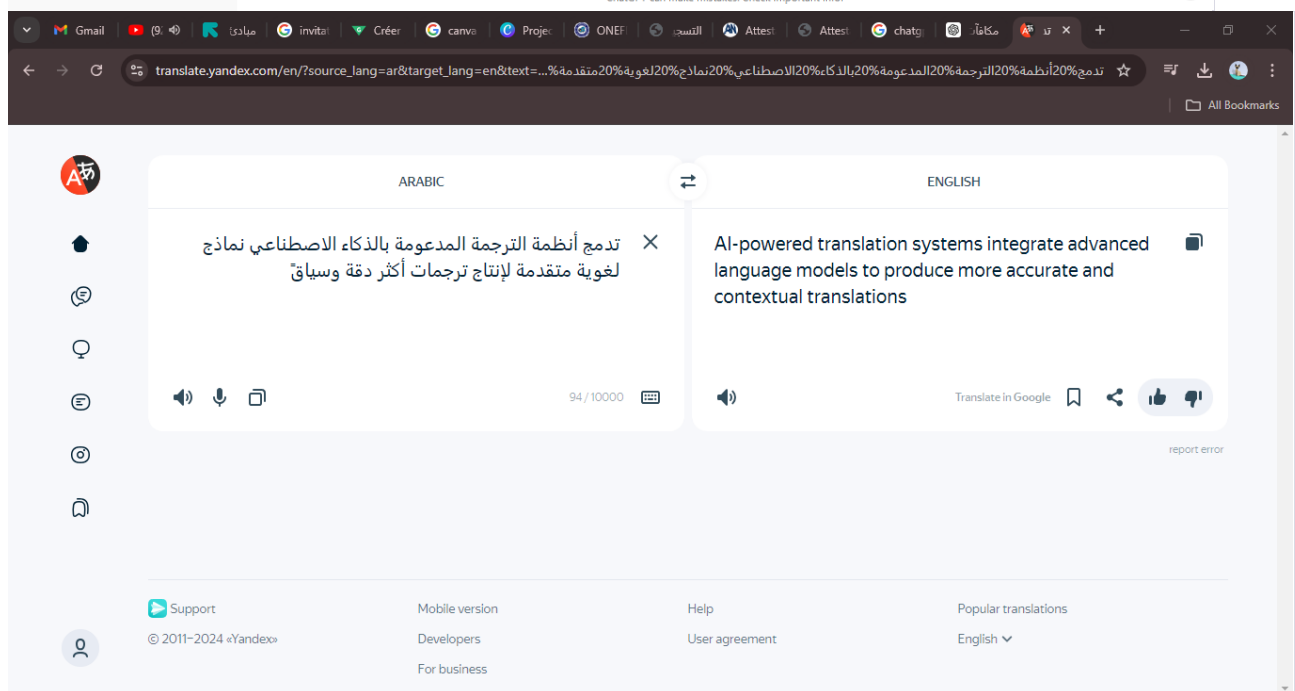 Gmail
invitat
Créer
canva
Projec
ONEFI
Attest
Attest
chatg
translate.yandex.com/en/?source_lang=ar&target_lang=en&text=...%20تدمج%20أنظمة%20الترجمة%20المدعومة%20بالذكاء%20الاصطناعي%20نماذج%20لغوية%20متقدمة%
All Bookmarks
ARABIC
ENGLISH
تدمج أنظمة الترجمة المدعومة بالذكاء الاصطناعي نماذج
لغوية متقدمة لإنتاج ترجمات أكثر دقة وسياقً
AI-powered translation systems integrate advanced
language models to produce more accurate and
contextual translations
94/10000
Translate in Google
report error
Support
Mobile version
Help
Popular translations
© 2011–2024 «Yandex»
Developers
User agreement
English
For business